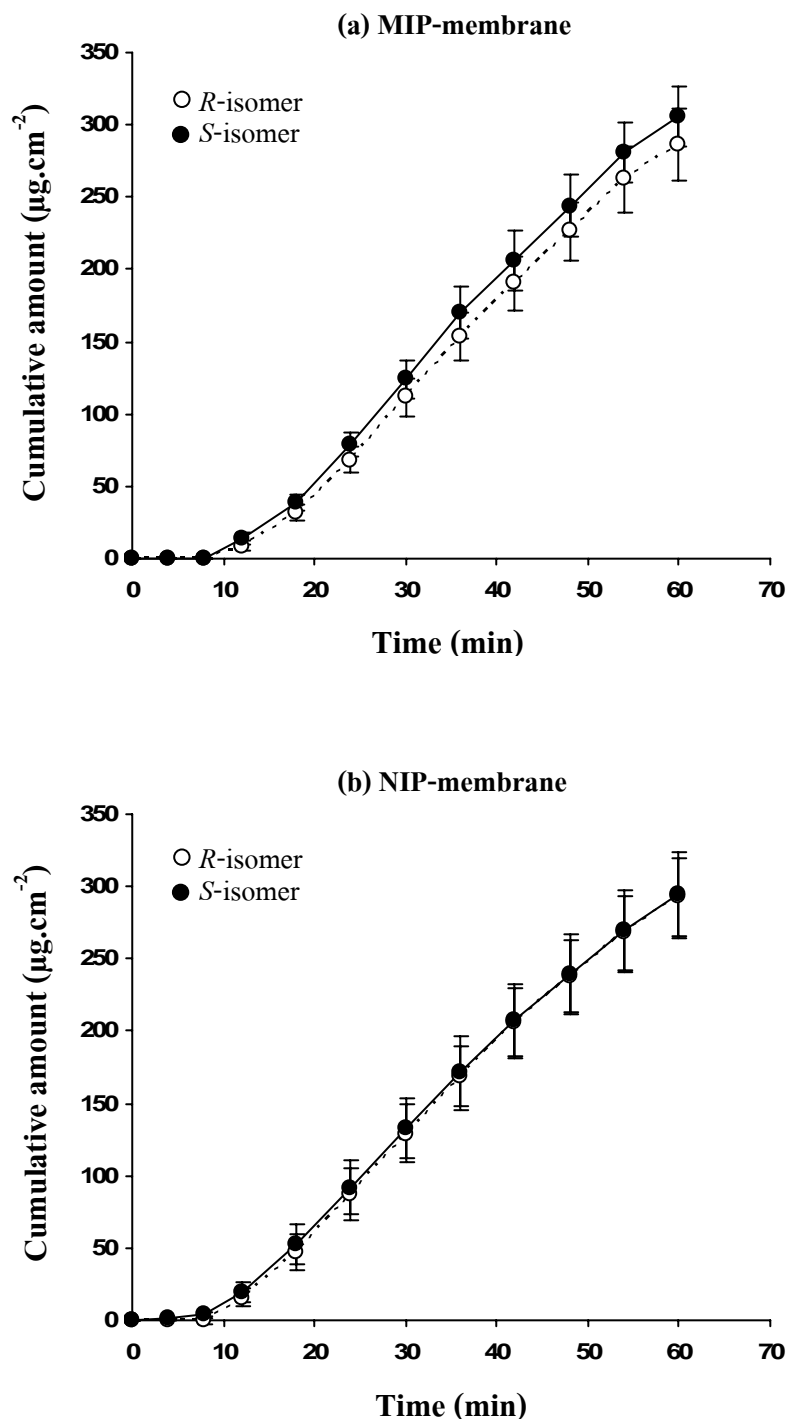 (a) MIP-membrane
350
300
250
200
150
100
50
0
R-isomer
S-isomer
Cumulative amount (µg.cm-2)
0 10 20 30 40 50 60 70
Time (min)
(b) NIP-membrane
350
300
250
200
150
100
50
0
R-isomer
S-isomer
Cumulative amount (µg.cm-2)
0 10 20 30 40 50 60 70
Time (min)